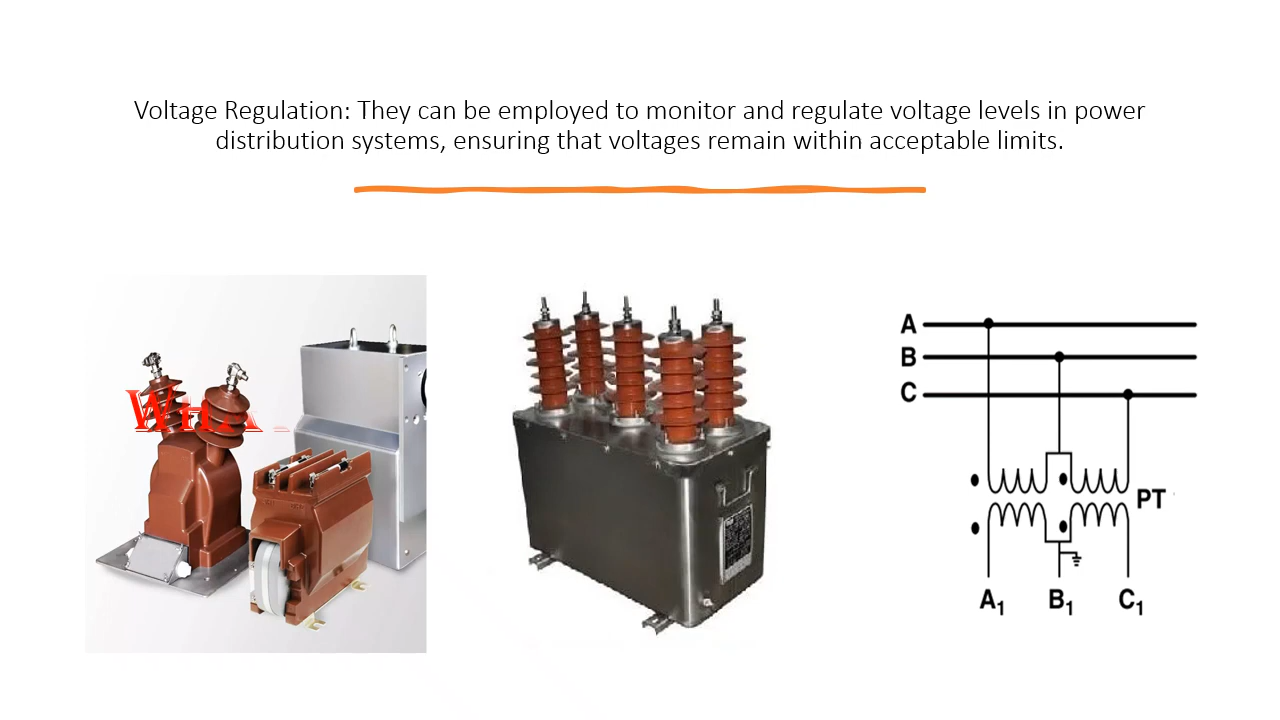 Voltage Regulation: They can be employed to monitor and regulate voltage levels in power
distribution systems, ensuring that voltages remain within acceptable limits.
A
B
C
PT
A1 B1 C1